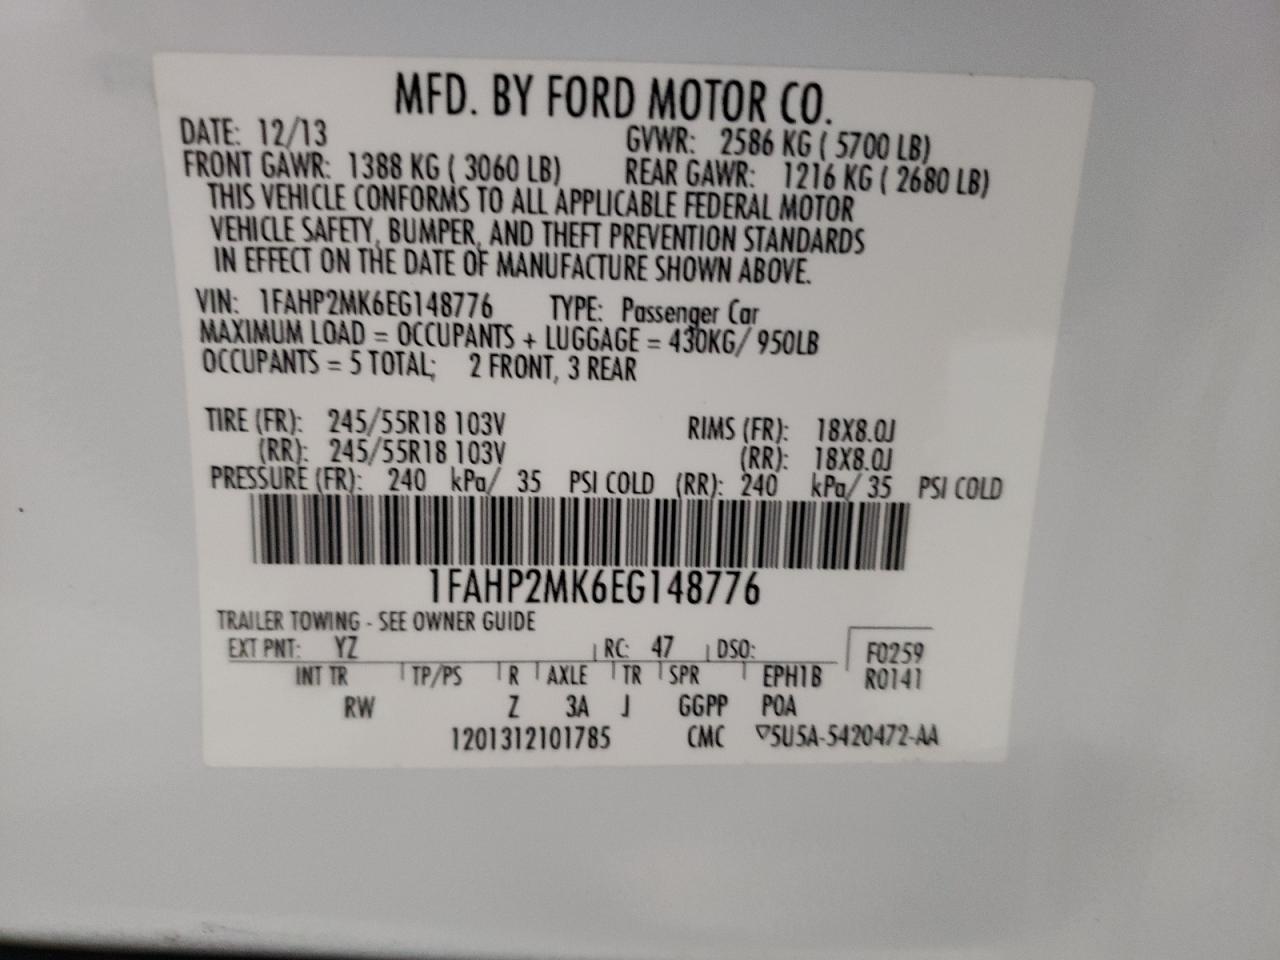 MFD. BY FORD MOTOR CO.
DATE: 12/13 GVWR: 2586 KG ( 5700 LB)
FRONT GAWR: 1388 KG ( 3060 LB) REAR GAWR: 1216 KG ( 2680 LB)
THIS VEHICLE CONFORMS TO ALL APPLICABLE FEDERAL MOTOR
VEHICLE SAFETY, BUMPER, AND THEFT PREVENTION STANDARDS
IN EFFECT ON THE DATE OF MANUFACTURE SHOWN ABOVE.
VIN: 1FAHP2MK6EG148776 TYPE: Passenger Car
MAXIMUM LOAD = OCCUPANTS + LUGGAGE = 430KG/ 950LB
OCCUPANTS = 5 TOTAL; 2 FRONT, 3 REAR
TIRE (FR): 245/55R18 103V RIMS (FR): 18X8.0J
(RR): 245/55R18 103V (RR): 18X8.0J
PRESSURE (FR): 240 kPa/ 35 PSI COLD (RR): 240 kPa/ 35 PSI COLD
1FAHP2MK6EG148776
TRAILER TOWING - SEE OWNER GUIDE
EXT PNT: YZ RC: 47 DSO: F0259
INT TR TP/PS R AXLE TR SPR EPH1B R0141
RW Z 3A J GGPP POA
1201312101785 CMC ▽5U5A-5420472-AA